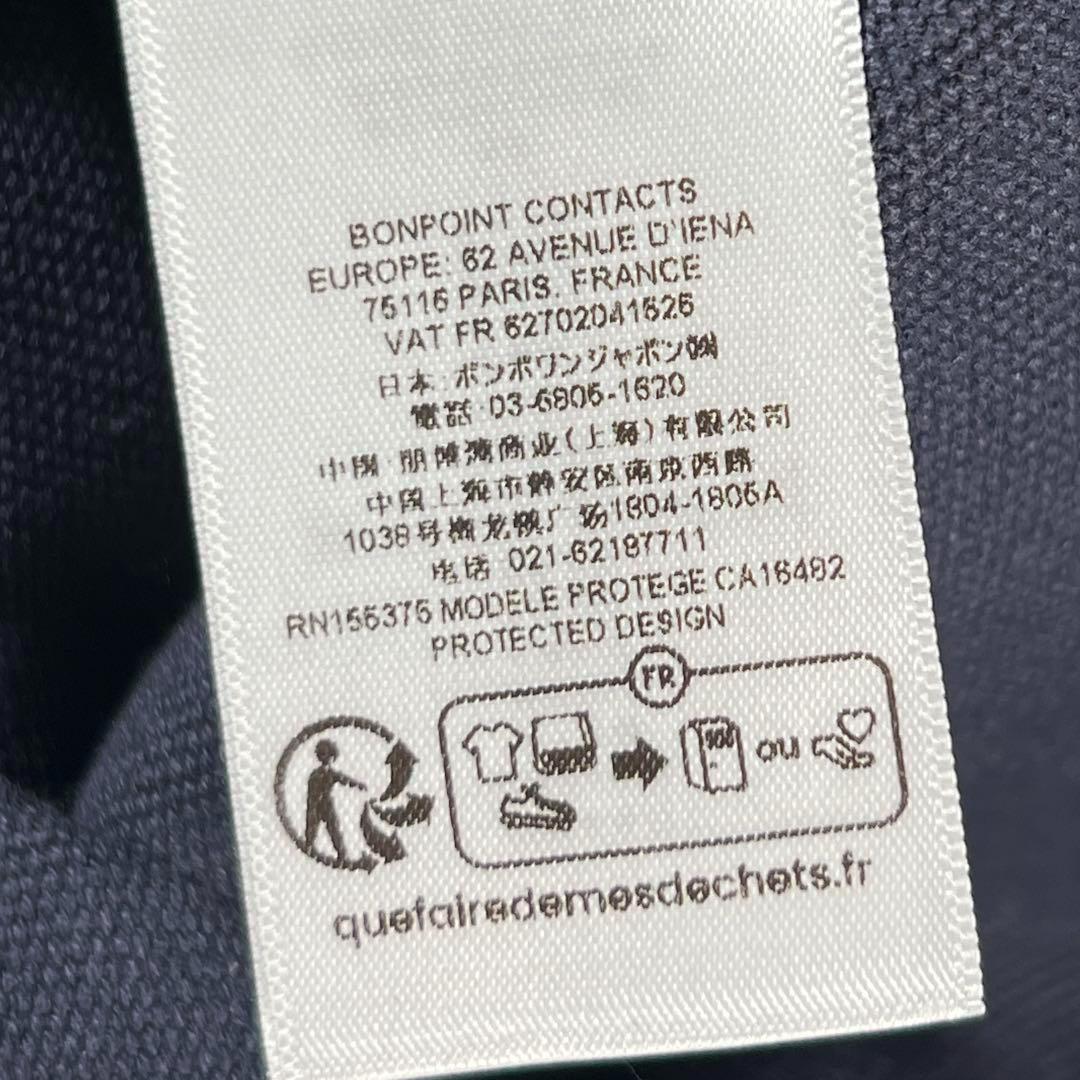 BONPOINT CONTACTS
EUROPE: 62 AVENUE D'IENA
75116 PARIS. FRANCE
VAT FR 62702041626
日本: ボンポワンジャポン㈱
電話: 03-6805-1620
中国: 朋博湾商业(上海)有限公司
中国上海市静安区南京西路
1038号梅龙镇广场1804-1806A
电话: 021-62187711
RN155375 MODELE PROTEGE CA16482
PROTECTED DESIGN
FR
ou
quefairedemesdechets.fr